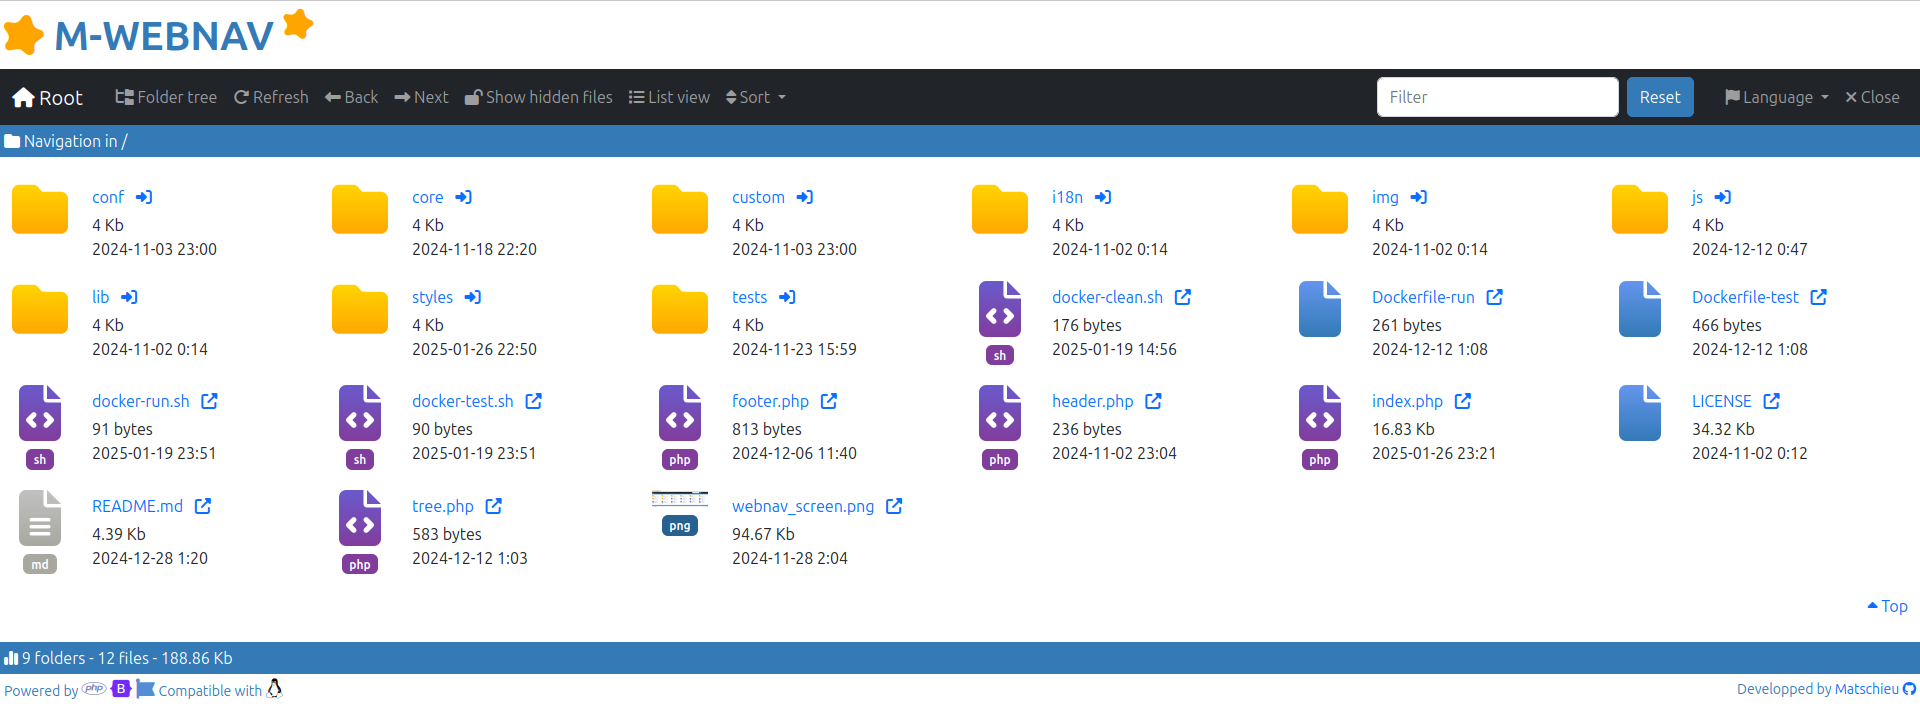 M-WEBNAV
Root Folder tree Refresh Back Next Show hidden files List view Sort Filter Reset Language Close
Navigation in /
conf core custom i18n img js
4 Kb 4 Kb 4 Kb 4 Kb 4 Kb 4 Kb
2024-11-03 23:00 2024-11-18 22:20 2024-11-03 23:00 2024-11-02 0:14 2024-11-02 0:14 2024-12-12 0:47
lib styles tests docker-clean.sh Dockerfile-run Dockerfile-test
4 Kb 4 Kb 4 Kb 176 bytes 261 bytes 466 bytes
2024-11-02 0:14 2025-01-26 22:50 2024-11-23 15:59 sh 2025-01-19 14:56 2024-12-12 1:08 2024-12-12 1:08
docker-run.sh docker-test.sh footer.php header.php index.php LICENSE
91 bytes 90 bytes 813 bytes 236 bytes 16.83 Kb 34.32 Kb
sh 2025-01-19 23:51 sh 2025-01-19 23:51 php 2024-12-06 11:40 php 2024-11-02 23:04 php 2025-01-26 23:21 2024-11-02 0:12
README.md tree.php webnav_screen.png
4.39 Kb 583 bytes png 94.67 Kb
md 2024-12-28 1:20 php 2024-12-12 1:03 2024-11-28 2:04
Top
9 folders - 12 files - 188.86 Kb
Powered by php B Compatible with Developped by Matschieu